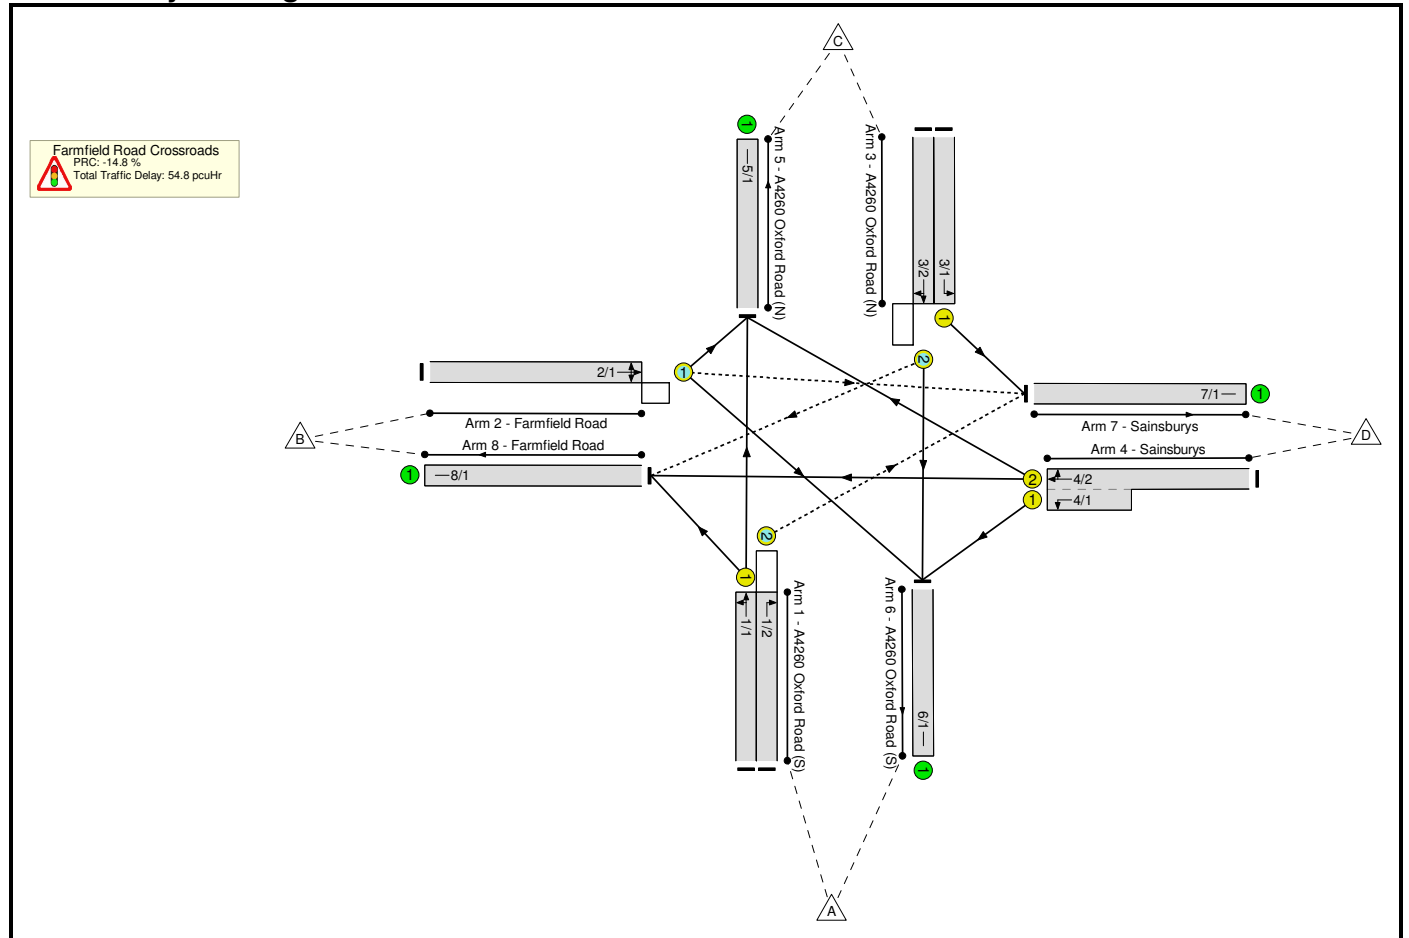 C
Farmfield Road Crossroads
PRC: -14.8 %
Total Traffic Delay: 54.8 pcuHr
1
5/1
Arm 5 - A4260 Oxford Road (N)
Arm 3 - A4260 Oxford Road (N)
3/2
3/1
1
2
2/1
1
Arm 2 - Farmfield Road
7/1
1
Arm 7 - Sainsburys
B
D
Arm 8 - Farmfield Road
1
8/1
Arm 4 - Sainsburys
2
4/2
1
4/1
2
1
1/1
1/2
Arm 1 - A4260 Oxford Road (S)
Arm 6 - A4260 Oxford Road (S)
6/1
1
A